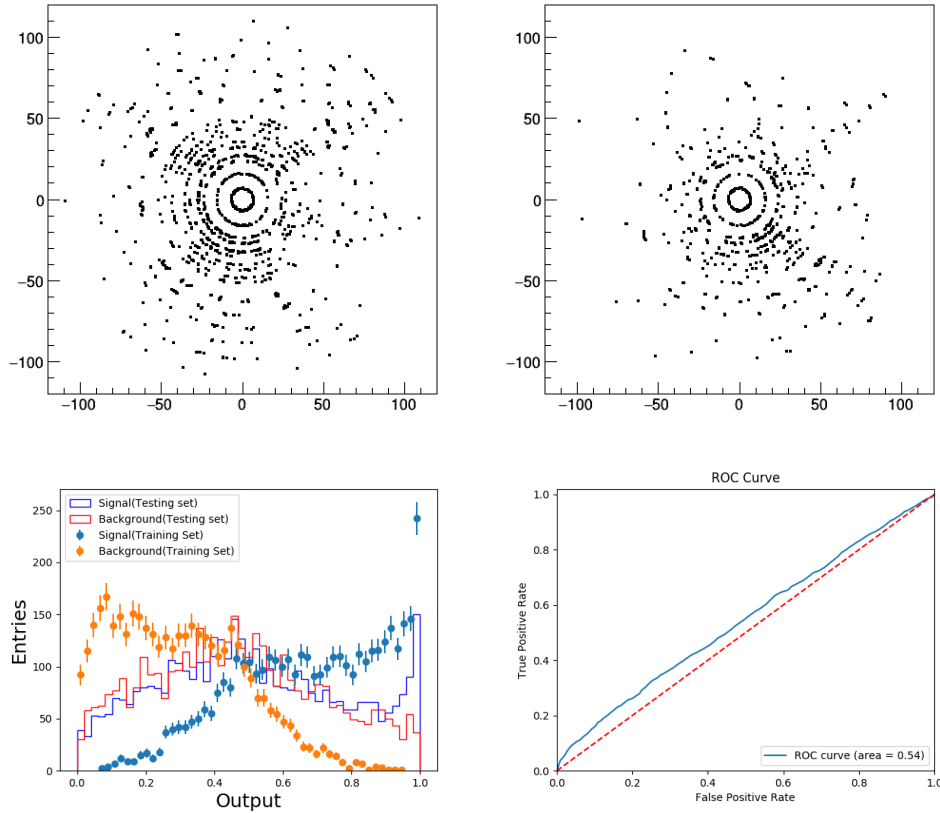 100
50
0
−50
−100
−100 −50 0 50 100
100
50
0
−50
−100
−100 −50 0 50 100
Signal(Testing set)
Background(Testing set)
Signal(Training Set)
Background(Training Set)
250
200
150
100
50
0
Entries
0.0 0.2 0.4 0.6 0.8 1.0
Output
ROC Curve
1.0
0.8
0.6
0.4
0.2
0.0
True Positive Rate
ROC curve (area = 0.54)
0.0 0.2 0.4 0.6 0.8 1.0
False Positive Rate